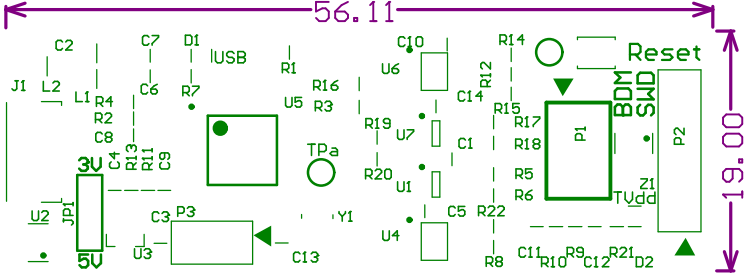 56.11
C2 C7 D1 USB R1 C10 R14 Reset
J1 L2 L1 C6 R7 R16 U6 R12 C14
R4 U5 R3 R15 BDM SWD
R2 R19 U7 R17 P1 P2 19.00
C8 C1 R18
3V C4 R13 R11 C9 TPa
R20 U1 R5 Z1
R6 VPP TVdd
JP1 U2 C3 P3 Y1 C5 R22
5V U3 C13 U4 C11 R9 R21
R8 R10 C12 D2